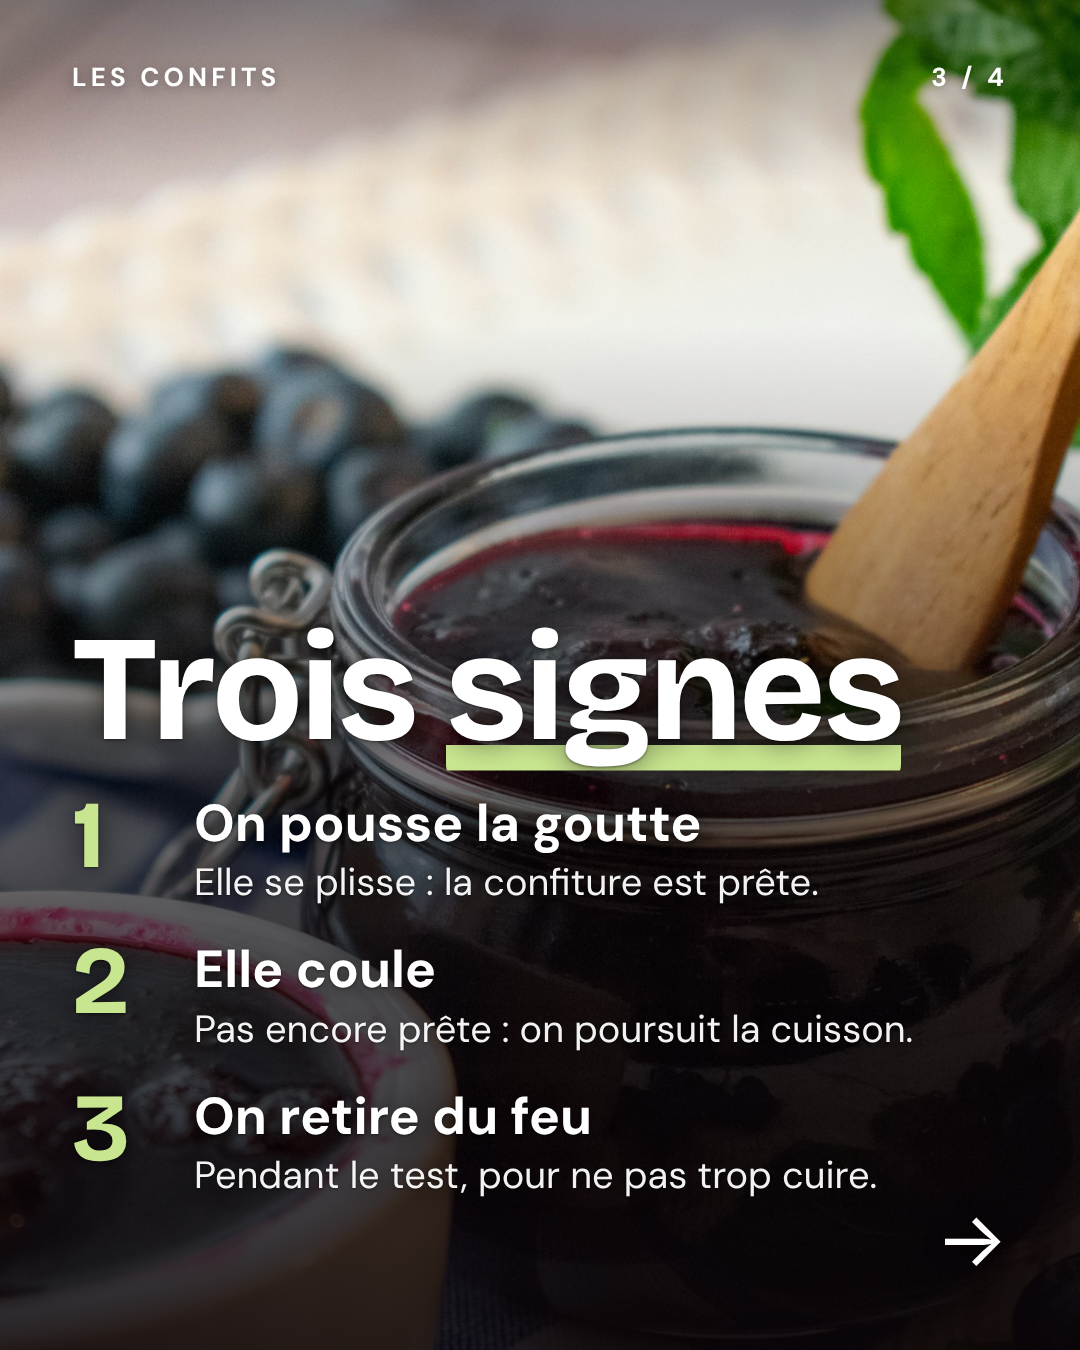 LES CONFITS
3 / 4
Trois signes
1
On pousse la goutte
Elle se plisse : la confiture est prête.
2
Elle coule
Pas encore prête : on poursuit la cuisson.
3
On retire du feu
Pendant le test, pour ne pas trop cuire.
→